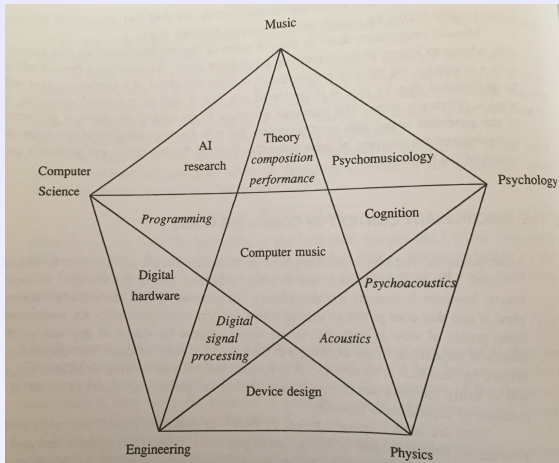 Music
AI
research
Theory
composition
performance
Psychomusicology
Computer
Science
Psychology
Programming
Cognition
Computer music
Digital
hardware
Psychoacoustics
Digital
signal
processing
Acoustics
Device design
Engineering
Physics